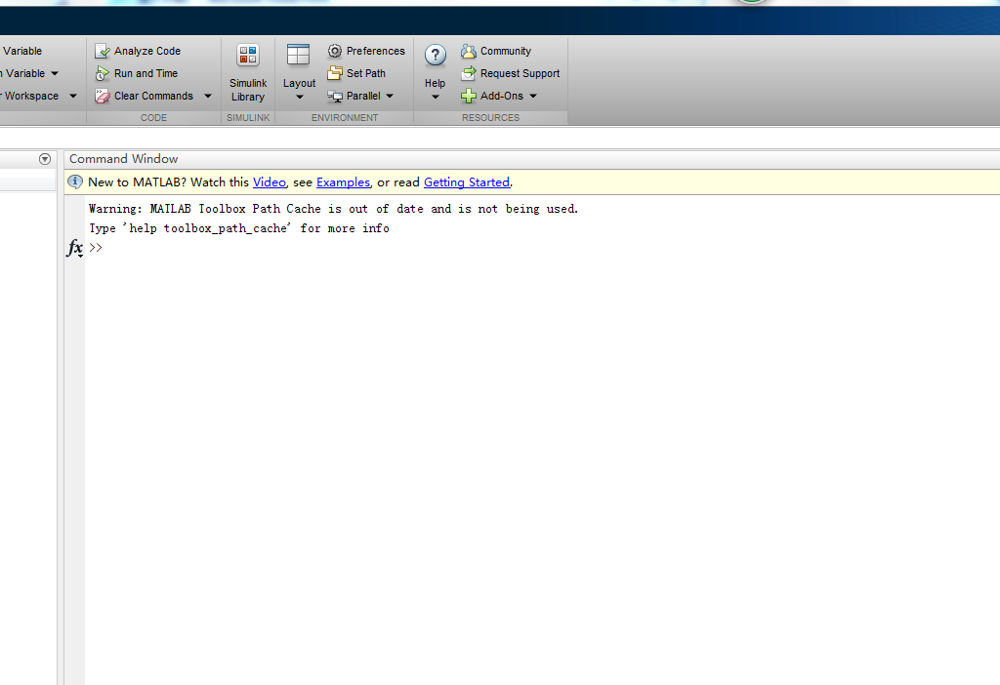 Variable
Analyze Code
Preferences
Community
Variable
Run and Time
Set Path
Request Support
Simulink Library
Layout
Help
Workspace
Clear Commands
Parallel
Add-Ons
CODE
SIMULINK
ENVIRONMENT
RESOURCES
Command Window
New to MATLAB? Watch this Video, see Examples, or read Getting Started.
Warning: MATLAB Toolbox Path Cache is out of date and is not being used.
Type 'help toolbox_path_cache' for more info
fx >>